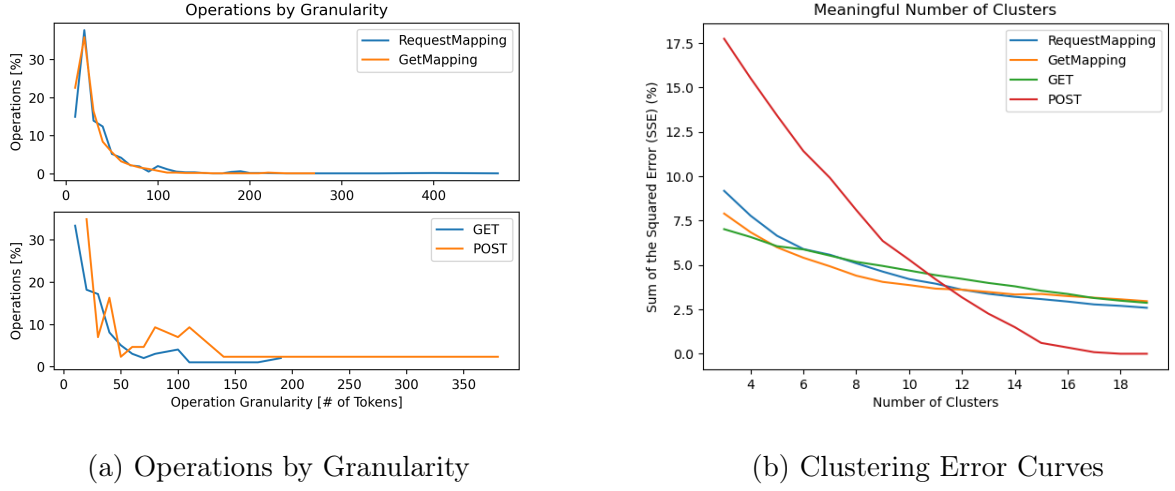 Operations by Granularity
Operations [%]
30
20
10
0
RequestMapping
GetMapping
0 100 200 300 400
Operations [%]
30
20
10
0
GET
POST
0 50 100 150 200 250 300 350
Operation Granularity [# of Tokens]
(a) Operations by Granularity
Meaningful Number of Clusters
Sum of the Squared Error (SSE) (%)
17.5
15.0
12.5
10.0
7.5
5.0
2.5
0.0
RequestMapping
GetMapping
GET
POST
4 6 8 10 12 14 16 18
Number of Clusters
(b) Clustering Error Curves